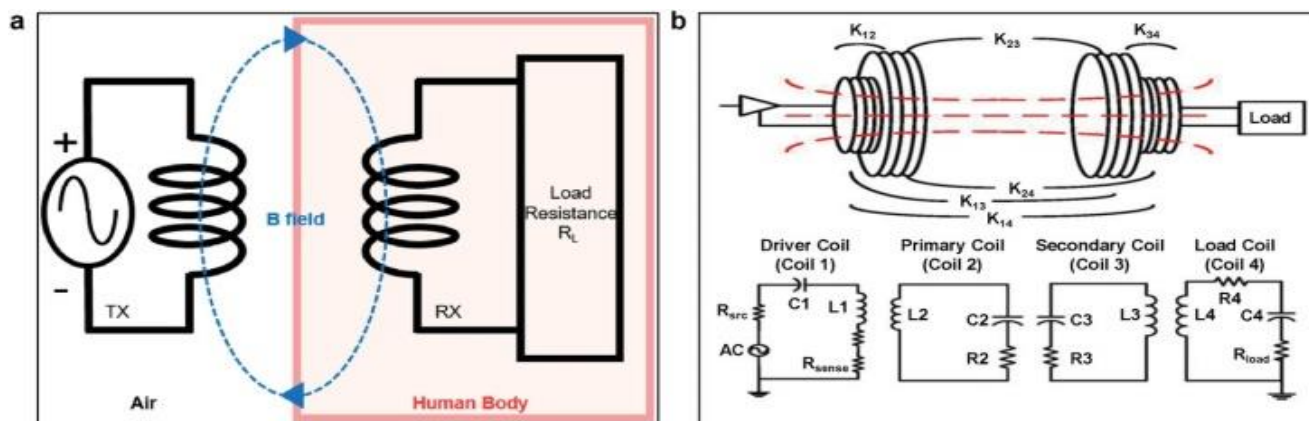 a
+
−
TX
B field
RX
Load
Resistance
R_L
Air
Human Body
b
K12
K23
K34
Load
K24
K13
K14
Driver Coil
(Coil 1)
Primary Coil
(Coil 2)
Secondary Coil
(Coil 3)
Load Coil
(Coil 4)
C1
L1
Rsrc
AC
Rsense
L2
C2
R2
C3
L3
R3
R4
L4
C4
Rload